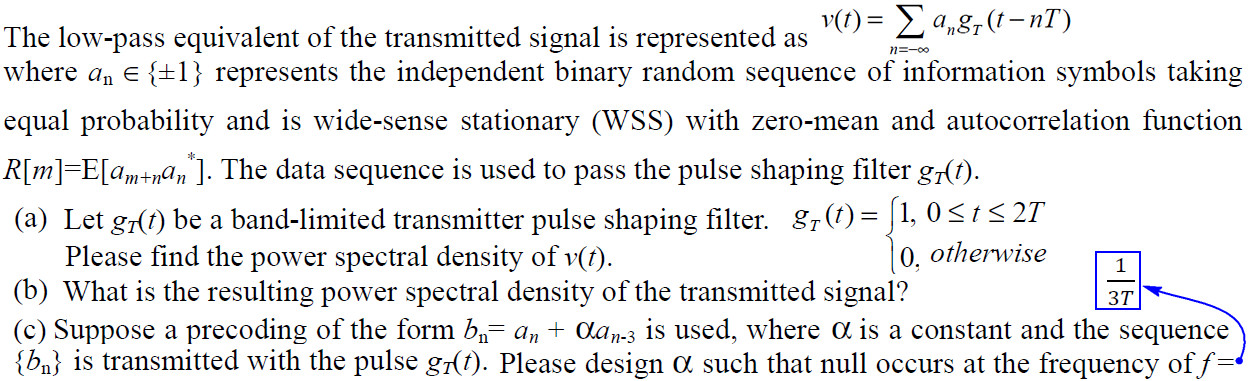 The low-pass equivalent of the transmitted signal is represented as v(t) = ∑_{n=-∞} a_n g_T (t − nT)
where a_n ∈ {±1} represents the independent binary random sequence of information symbols taking
equal probability and is wide-sense stationary (WSS) with zero-mean and autocorrelation function
R[m]=E[a_{m+n}a_n^*]. The data sequence is used to pass the pulse shaping filter g_T(t).
(a) Let g_T(t) be a band-limited transmitter pulse shaping filter. g_T (t) = { 1, 0 ≤ t ≤ 2T
Please find the power spectral density of v(t). 0, otherwise
(b) What is the resulting power spectral density of the transmitted signal?
1/3T
(c) Suppose a precoding of the form b_n= a_n + αa_{n-3} is used, where α is a constant and the sequence
{b_n} is transmitted with the pulse g_T(t). Please design α such that null occurs at the frequency of f=